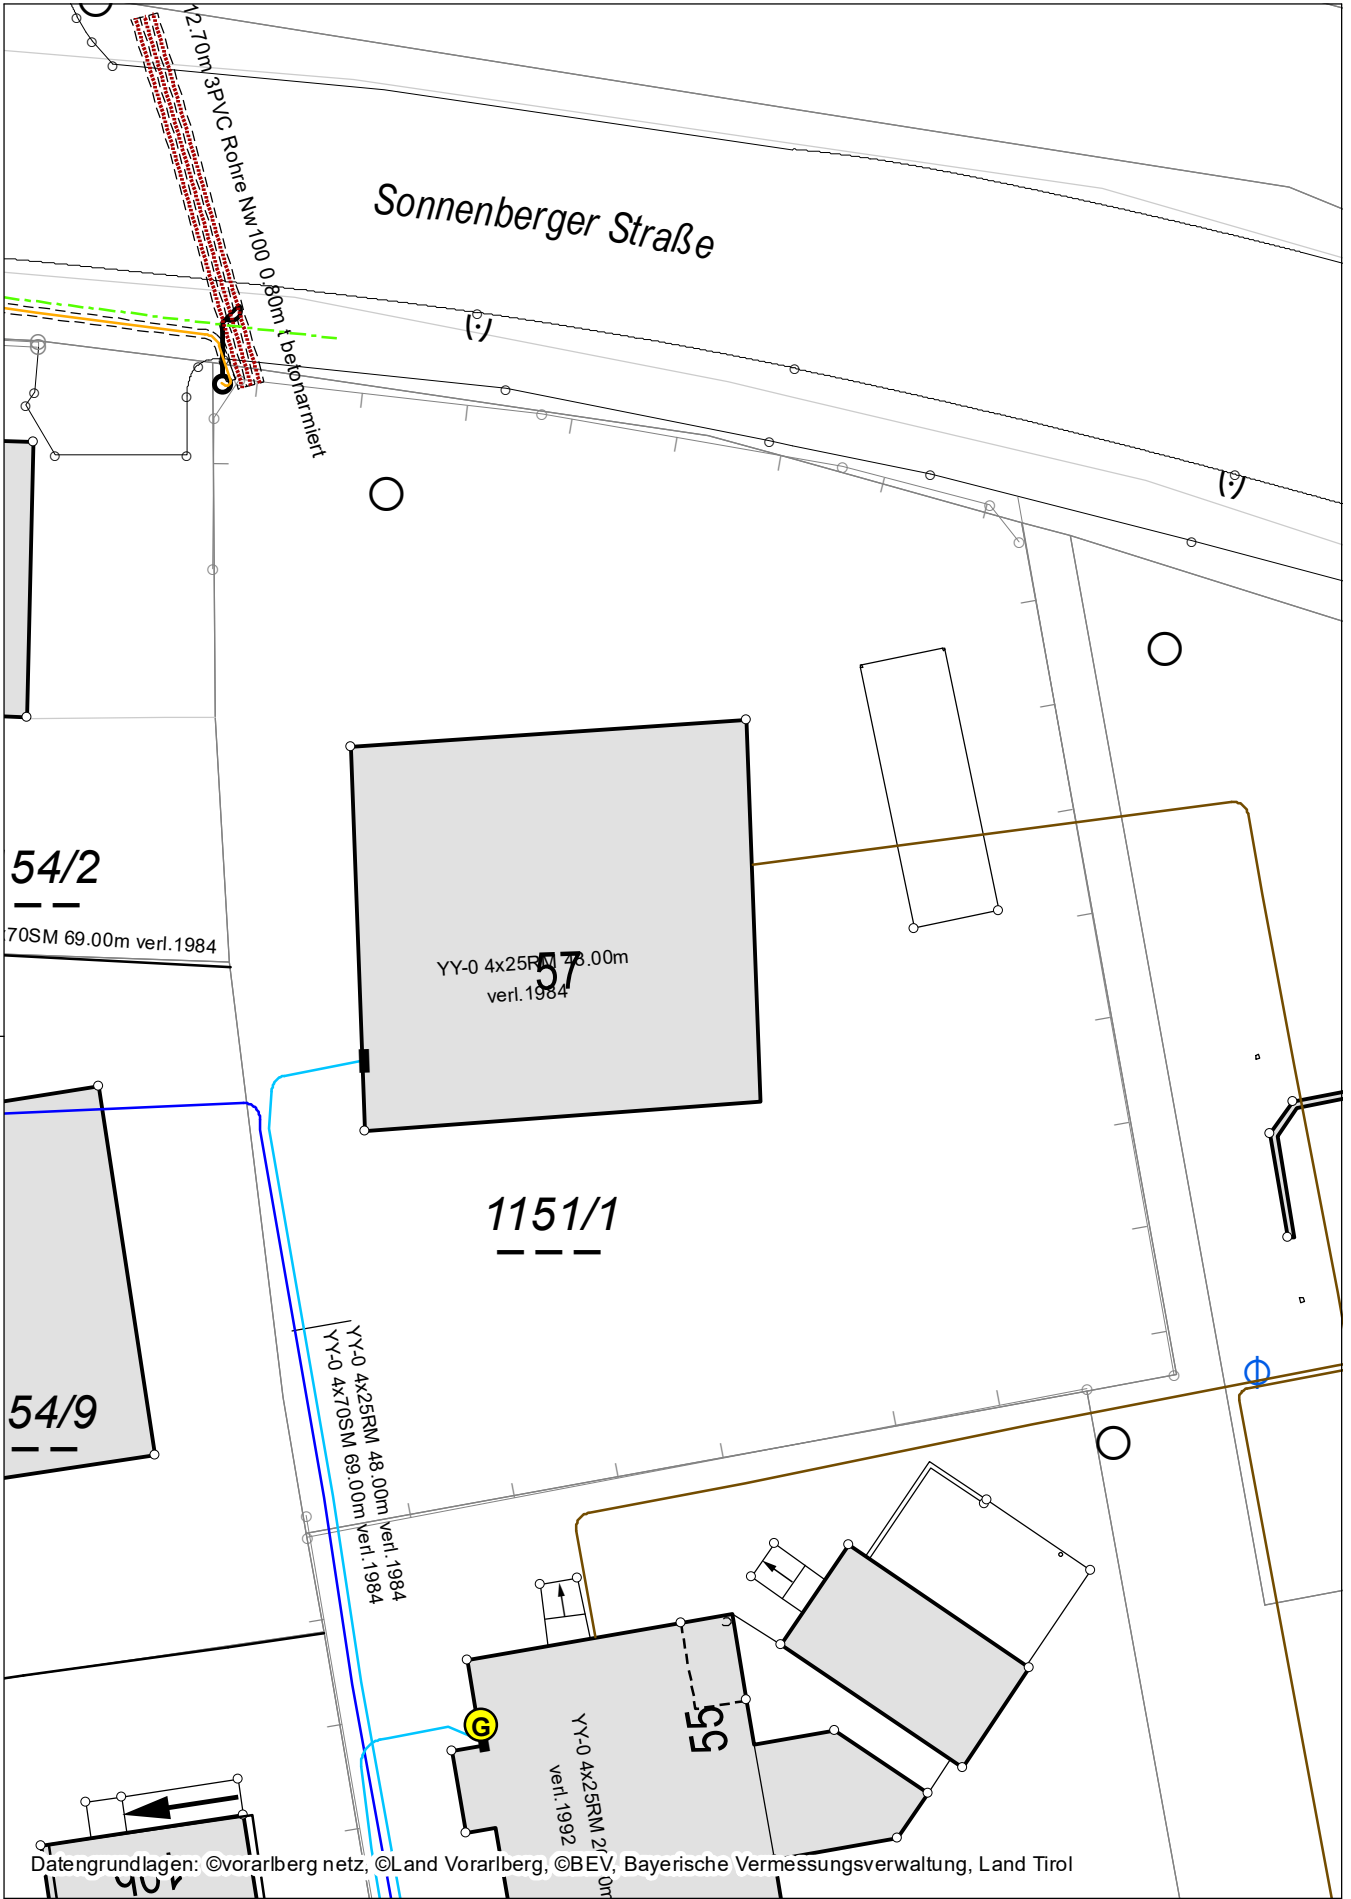 12.70m 3PVC Rohre Nw100 0.80m t betonarmiert
Sonnenberger Straße
54/2
70SM 69.00m verl.1984
YY-0 4x25RM 48.00m
verl.1984
57
1151/1
54/9
YY-0 4x25RM 48.00m verl.1984
YY-0 4x70SM 69.00m verl.1984
G
55
YY-0 4x25RM 20.00m
verl.1992
Datengrundlagen: ©vorarlberg netz, ©Land Vorarlberg, ©BEV, Bayerische Vermessungsverwaltung, Land Tirol